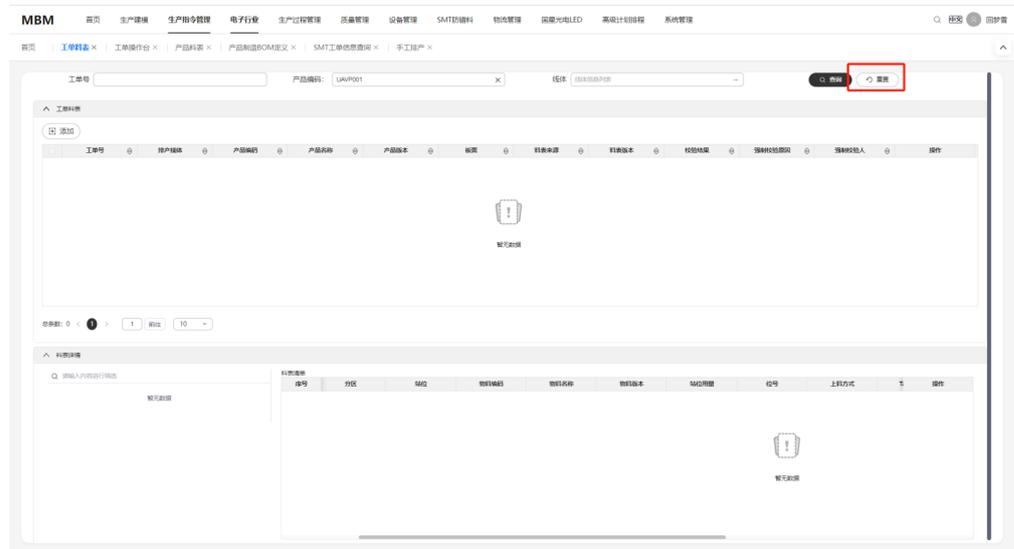 MBM 首页 生产建模 生产指令管理 电子行业 生产过程管理 质量管理 设备管理 SMT防错料 物流管理 国星光电LED 高级计划排程 系统管理 中文 回梦雪
首页 工单料表 × 工单操作台 × 产品料表 × 产品制造BOM定义 × SMT工单信息查询 × 手工排产 ×
工单号 产品编码: UAVP001 × 线体 线体信息列表 查询 重置
工单料表
添加
工单号 排产线体 产品编码 产品名称 产品版本 板面 料表来源 料表版本 校验结果 强制校验原因 强制校验人 操作
暂无数据
总条数: 0 < 1 > 1 前往 10
料表详情
请输入内容进行筛选
暂无数据
料表清单
序号 分区 站位 物料编码 物料名称 物料版本 站位用量 位号 上料方式 操作
暂无数据